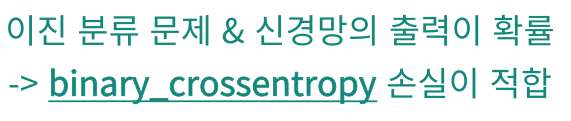 이진 분류 문제 & 신경망의 출력이 확률
-> binary_crossentropy 손실이 적합